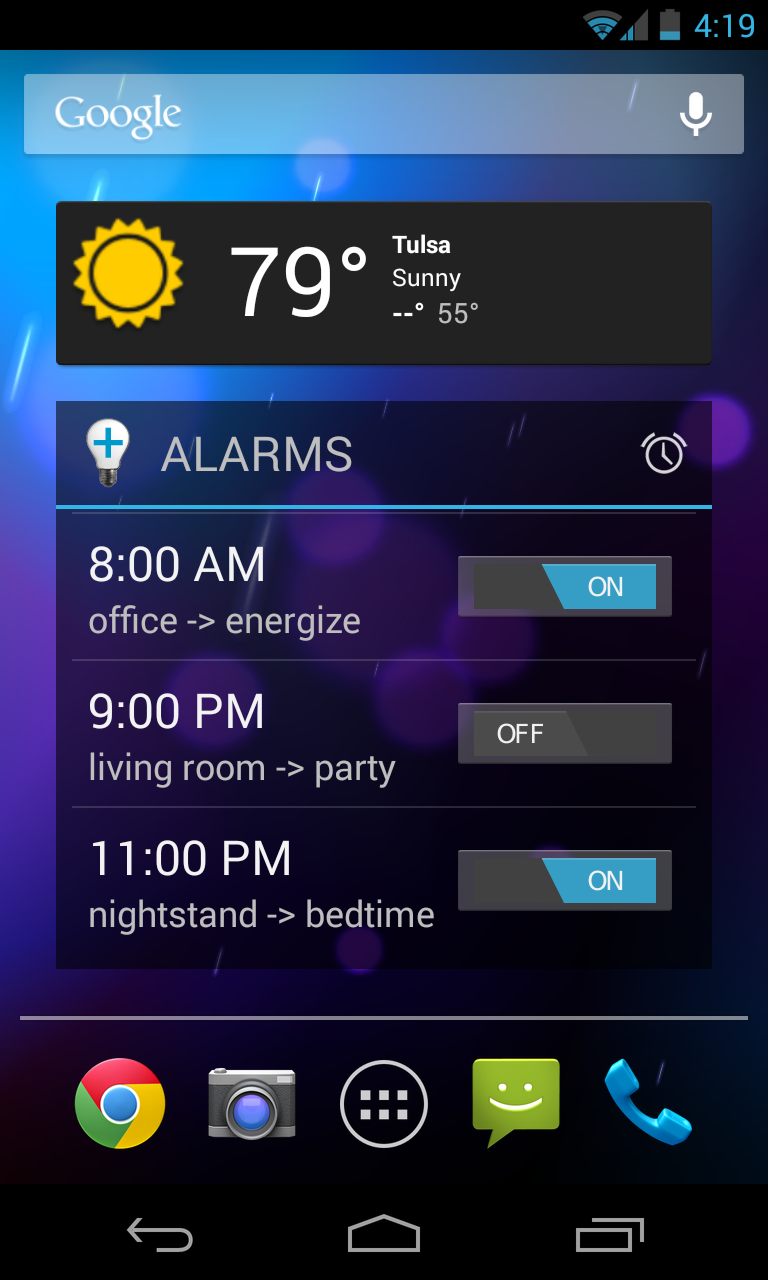 4:19
Google
79°
Tulsa
Sunny
--° 55°
ALARMS
8:00 AM
ON
office -> energize
9:00 PM
OFF
living room -> party
11:00 PM
ON
nightstand -> bedtime